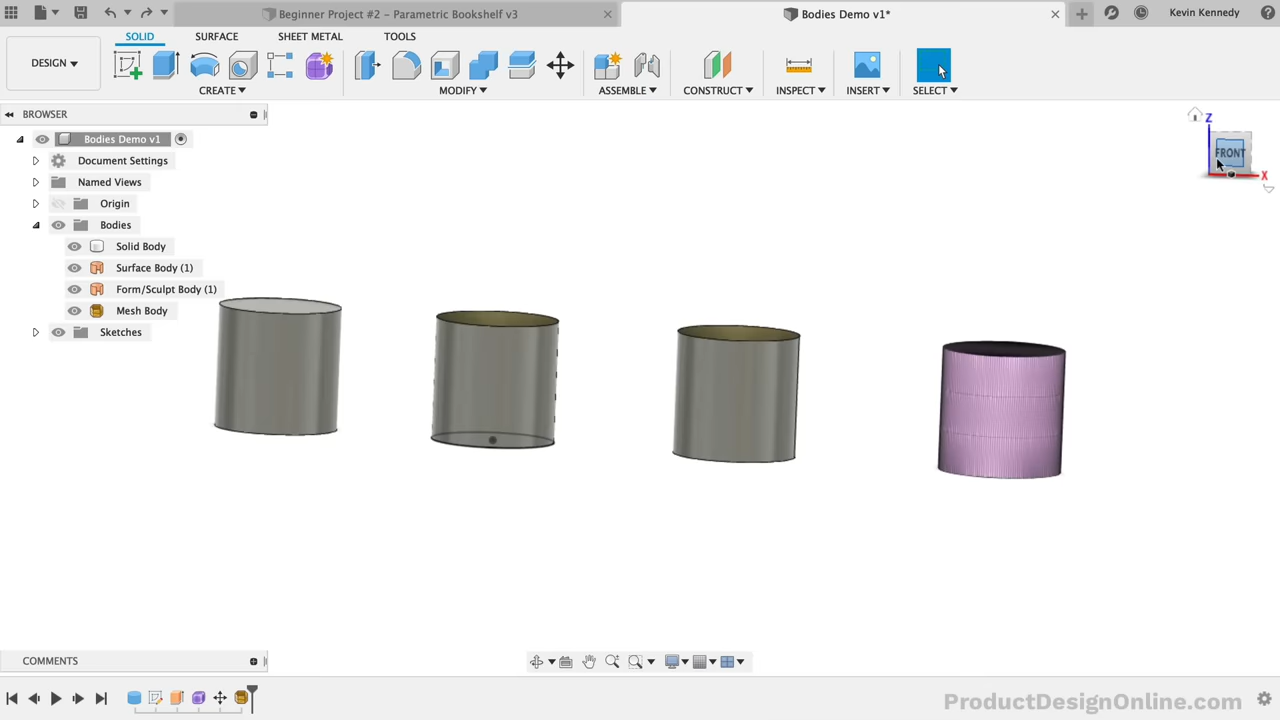 Beginner Project #2 – Parametric Bookshelf v3
Bodies Demo v1*
Kevin Kennedy
DESIGN
SOLID
SURFACE
SHEET METAL
TOOLS
CREATE
MODIFY
ASSEMBLE
CONSTRUCT
INSPECT
INSERT
SELECT
BROWSER
Bodies Demo v1
Document Settings
Named Views
Origin
Bodies
Solid Body
Surface Body (1)
Form/Sculpt Body (1)
Mesh Body
Sketches
Z
FRONT
X
COMMENTS
ProductDesignOnline.com